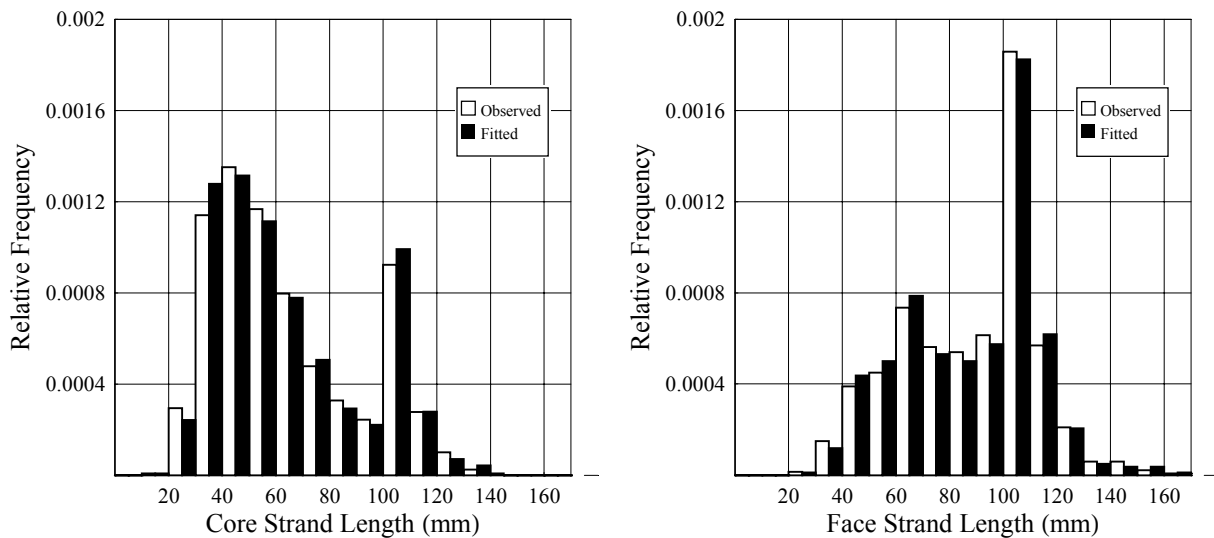 0.002
0.0016
0.0012
0.0008
0.0004
Relative Frequency
Observed
Fitted
20 40 60 80 100 120 140 160
Core Strand Length (mm)
0.002
0.0016
0.0012
0.0008
0.0004
Relative Frequency
Observed
Fitted
20 40 60 80 100 120 140 160
Face Strand Length (mm)